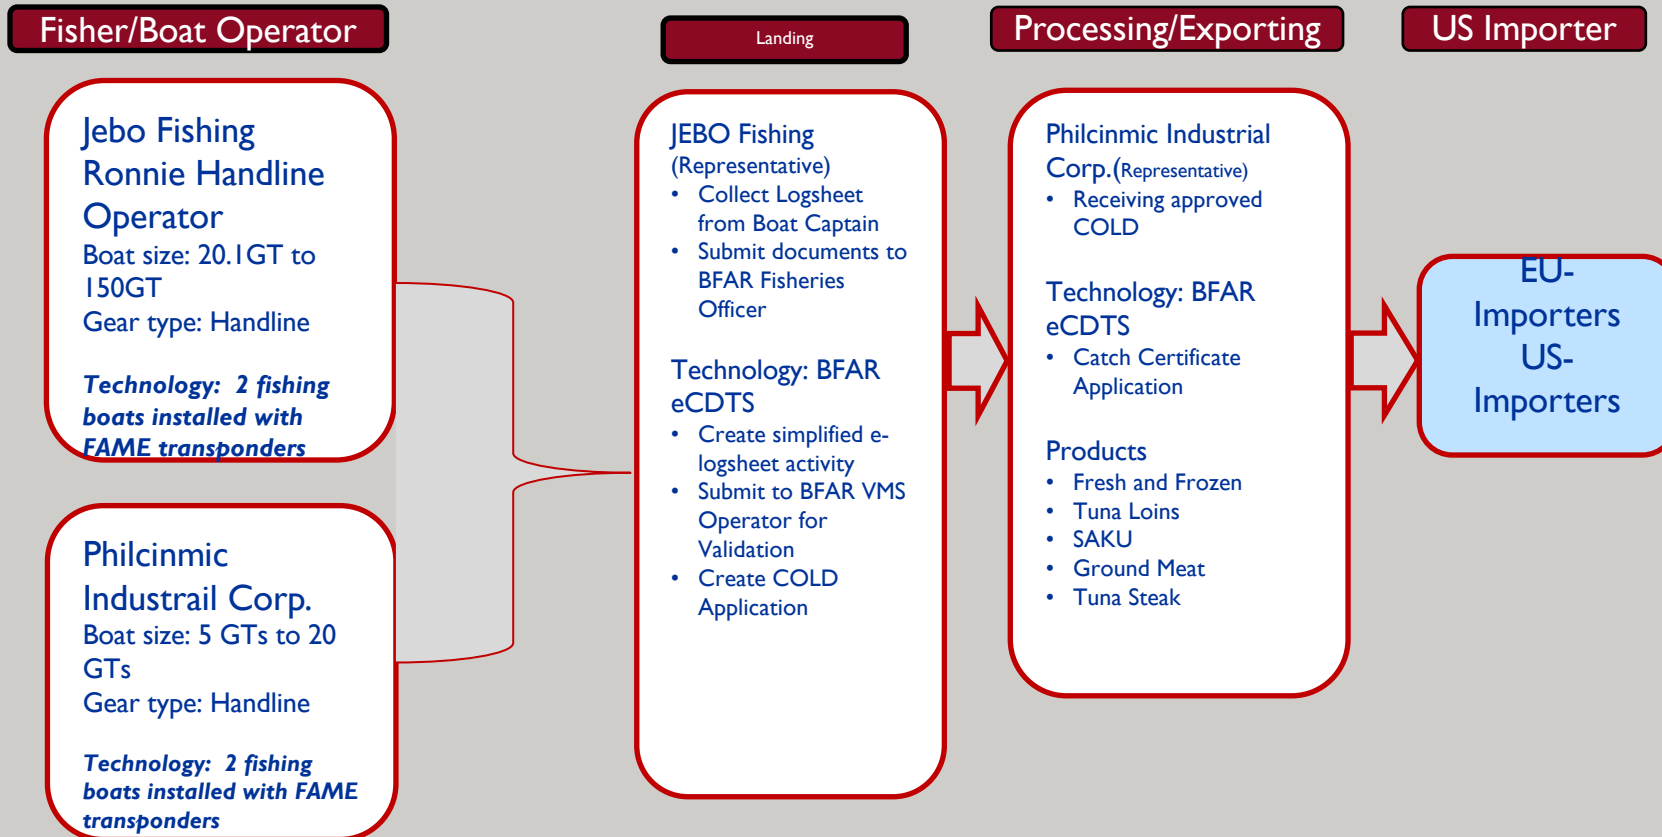 Fisher/Boat Operator
Landing
Processing/Exporting
US Importer
Jebo Fishing
Ronnie Handline
Operator
Boat size: 20.1GT to
150GT
Gear type: Handline
Technology: 2 fishing
boats installed with
FAME transponders
Philcinmic
Industrail Corp.
Boat size: 5 GTs to 20
GTs
Gear type: Handline
Technology: 2 fishing
boats installed with FAME
transponders
JEBO Fishing
(Representative)
• Collect Logsheet
from Boat Captain
• Submit documents to
BFAR Fisheries
Officer
Technology: BFAR
eCDTS
• Create simplified e-
logsheet activity
• Submit to BFAR VMS
Operator for
Validation
• Create COLD
Application
Philcinmic Industrial
Corp.(Representative)
• Receiving approved
COLD
Technology: BFAR
eCDTS
• Catch Certificate
Application
Products
• Fresh and Frozen
• Tuna Loins
• SAKU
• Ground Meat
• Tuna Steak
EU-
Importers
US-
Importers